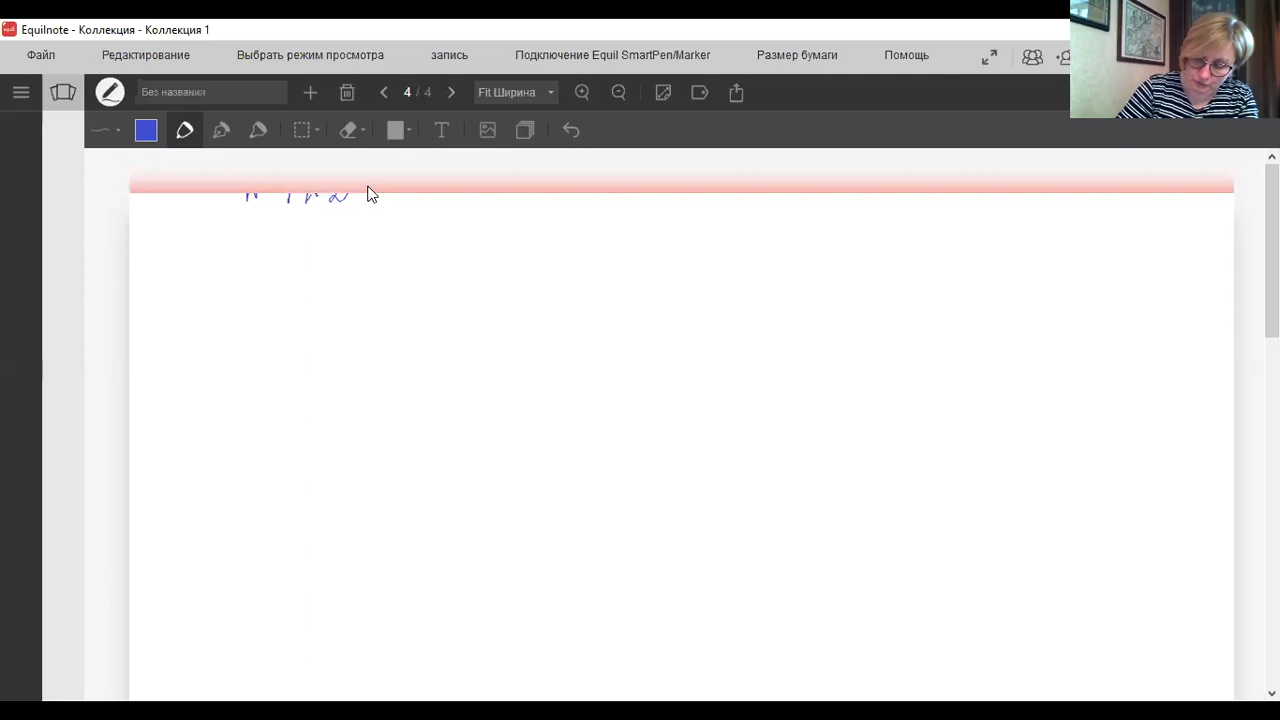 Equilnote - Коллекция - Коллекция 1
Файл Редактирование Выбрать режим просмотра запись Подключение Equil SmartPen/Marker Размер бумаги Помощь
Без названия 4 / 4 Fit Ширина
T